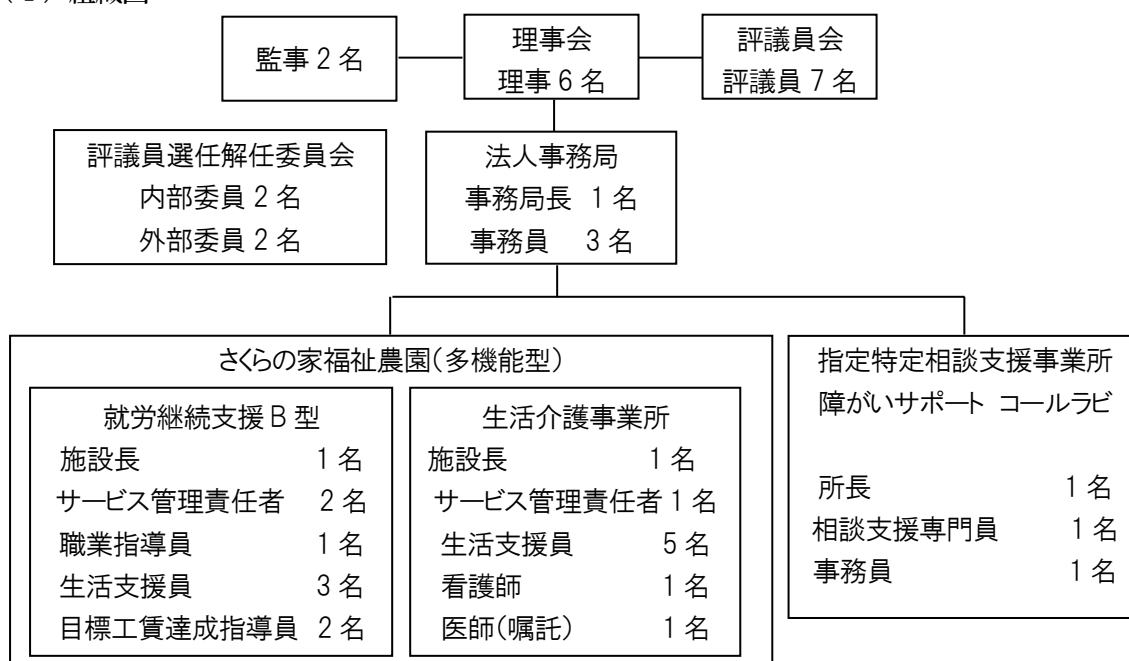 監事 2 名
理事会
理事 6 名
評議員会
評議員 7 名
評議員選任解任委員会
内部委員 2 名
外部委員 2 名
法人事務局
事務局長 1 名
事務員 3 名
さくらの家福祉農園(多機能型)
就労継続支援 B 型
施設長 1 名
サービス管理責任者 2 名
職業指導員 1 名
生活支援員 3 名
目標工賃達成指導員 2 名
生活介護事業所
施設長 1 名
サービス管理責任者 1 名
生活支援員 5 名
看護師 1 名
医師(嘱託) 1 名
指定特定相談支援事業所
障がいサポート コールラビ
所長 1 名
相談支援専門員 1 名
事務員 1 名